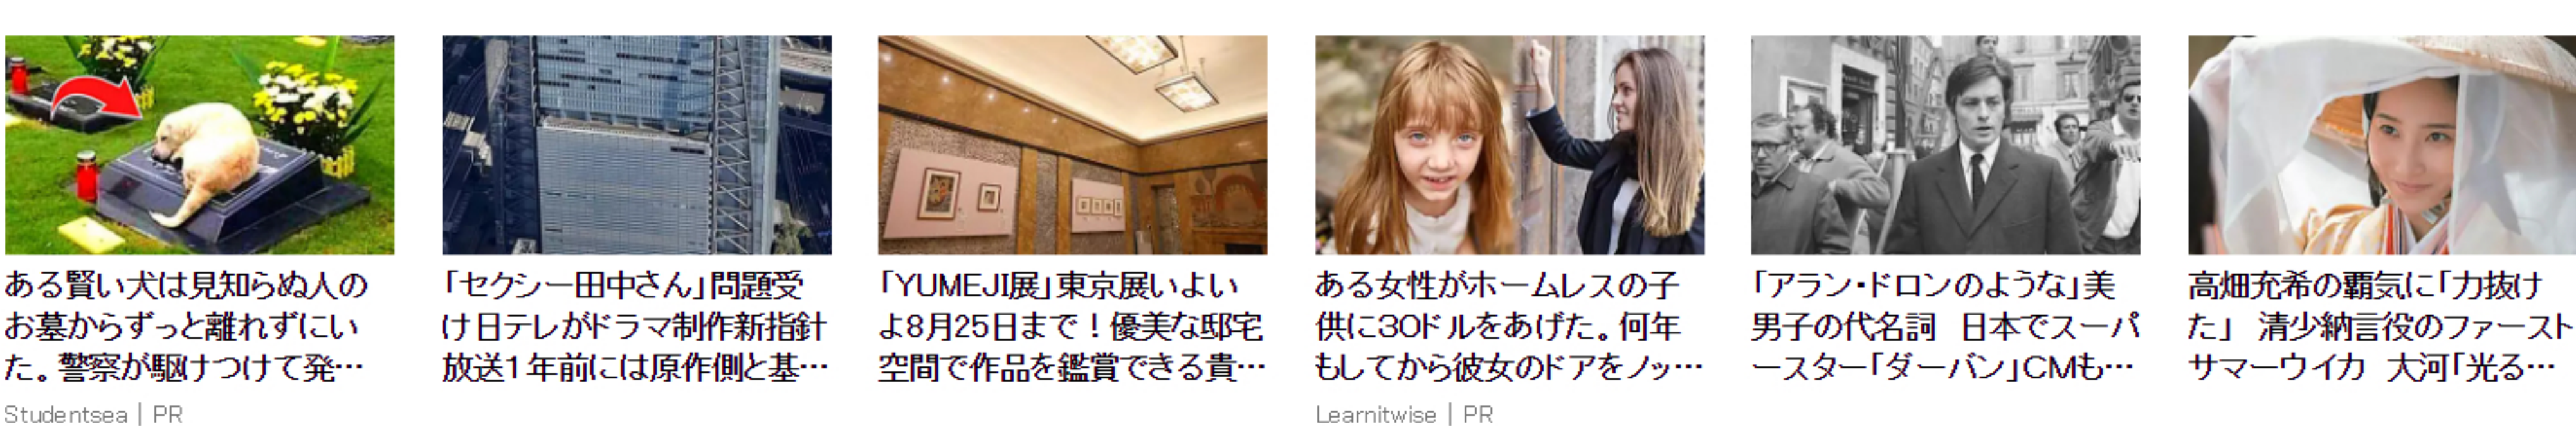 ある賢い犬は見知らぬ人の
お墓からずっと離れずにい
た。警察が駆けつけて発…
Studentsea | PR
「セクシー田中さん」問題受
け日テレがドラマ制作新指針
放送1年前には原作側と基…
「YUMEJI展」東京展いよい
よ8月25日まで！優美な邸宅
空間で作品を鑑賞できる貴…
ある女性がホームレスの子
供に30ドルをあげた。何年
もしてから彼女のドアをノッ…
Learnitwise | PR
「アラン・ドロンのような」美
男子の代名詞　日本でスーパ
ースター「ダーバン」CMも…
高畑充希の覇気に「力抜け
た」　清少納言役のファースト
サマーウイカ　大河「光る…